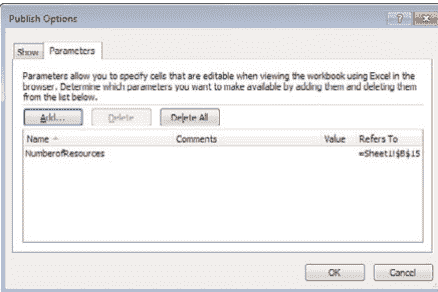 Publish Options
Show Parameters
Parameters allow you to specify cells that are editable when viewing the workbook using Excel in the
browser. Determine which parameters you want to make available by adding them and deleting them
from the list below.
Add... Delete Delete All
Name Comments Value Refers To
NumberofResources =Sheet1!$B$15
OK Cancel